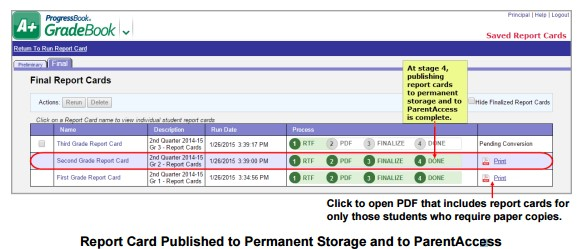 Principal | Help | Logout
A+ ProgressBook®
GradeBook
Saved Report Cards
Return To Run Report Card
Preliminary Final
Final Report Cards
At stage 4,
publishing
report cards
to permanent
storage and to
ParentAccess
is complete.
Actions: Rerun Delete
Hide Finalized Report Cards
Click on a Report Card name to view individual student report cards
Name Description Run Date Process
Third Grade Report Card 2nd Quarter 2014-15 Gr 3 - Report Cards 1/26/2015 3:39:17 PM 1 RTF 2 PDF 3 FINALIZE 4 DONE Pending Conversion
Second Grade Report Card 2nd Quarter 2014-15 Gr 2 - Report Cards 1/26/2015 3:39:00 PM 1 RTF 2 PDF 3 FINALIZE 4 DONE Print
First Grade Report Card 2nd Quarter 2014-15 Gr 1 - Report Cards 1/26/2015 3:34:56 PM 1 RTF 2 PDF 3 FINALIZE 4 DONE Print
Click to open PDF that includes report cards for
only those students who require paper copies.
Report Card Published to Permanent Storage and to ParentAccess